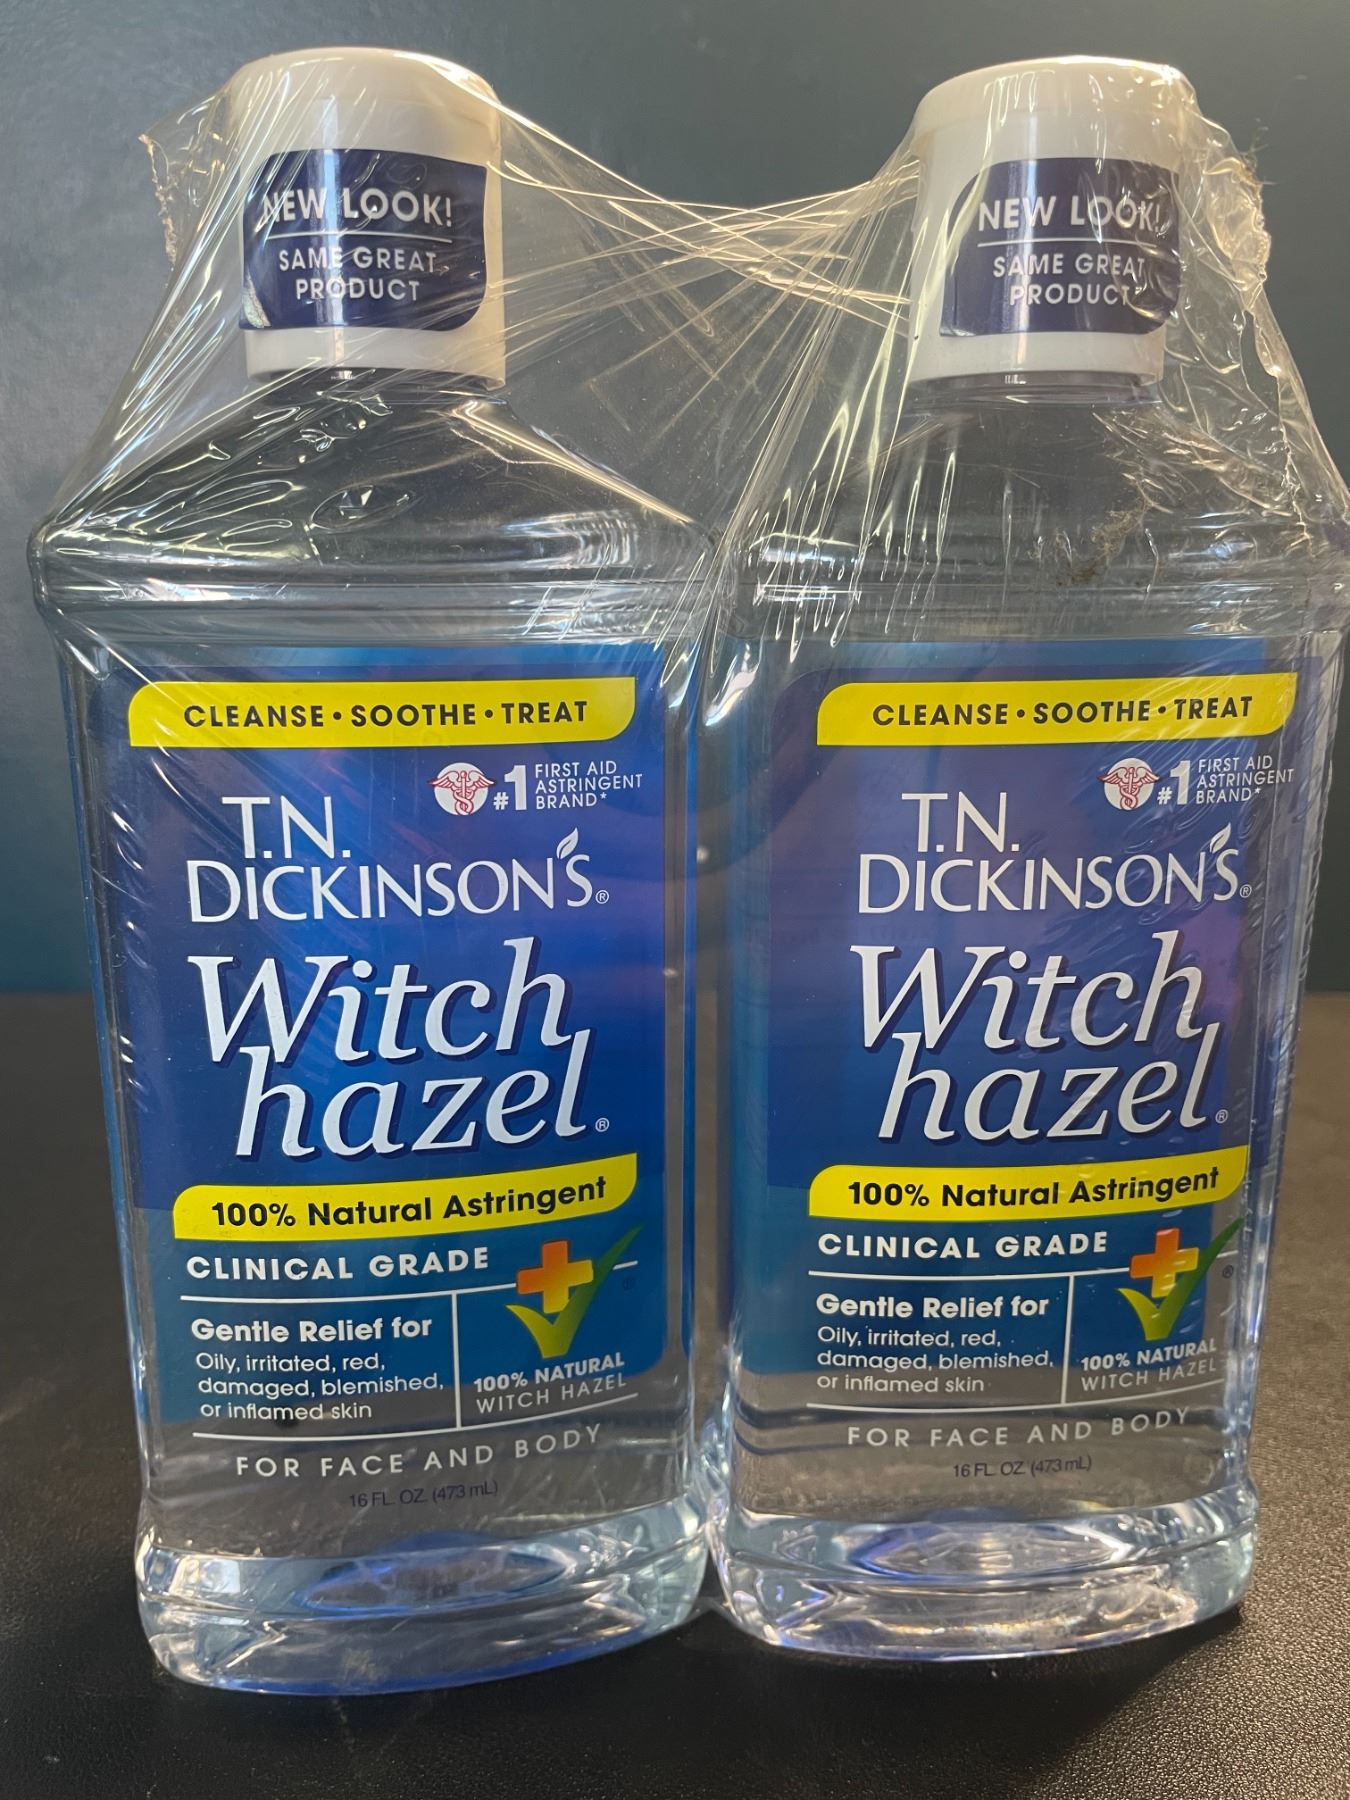 NEW LOOK!
SAME GREAT
PRODUCT
CLEANSE • SOOTHE • TREAT
#1 FIRST AID
ASTRINGENT
BRAND*
T.N.
DICKINSON'S®
Witch
hazel®
100% Natural Astringent
CLINICAL GRADE
Gentle Relief for
Oily, irritated, red,
damaged, blemished,
or inflamed skin
®
100% NATURAL
WITCH HAZEL
FOR FACE AND BODY
16 FL. OZ. (473 mL)
NEW LOOK!
SAME GREAT
PRODUCT
CLEANSE • SOOTHE • TREAT
#1 FIRST AID
ASTRINGENT
BRAND*
T.N.
DICKINSON'S®
Witch
hazel®
100% Natural Astringent
CLINICAL GRADE
Gentle Relief for
Oily, irritated, red,
damaged, blemished,
or inflamed skin
®
100% NATURAL
WITCH HAZEL
FOR FACE AND BODY
16 FL. OZ. (473 mL)